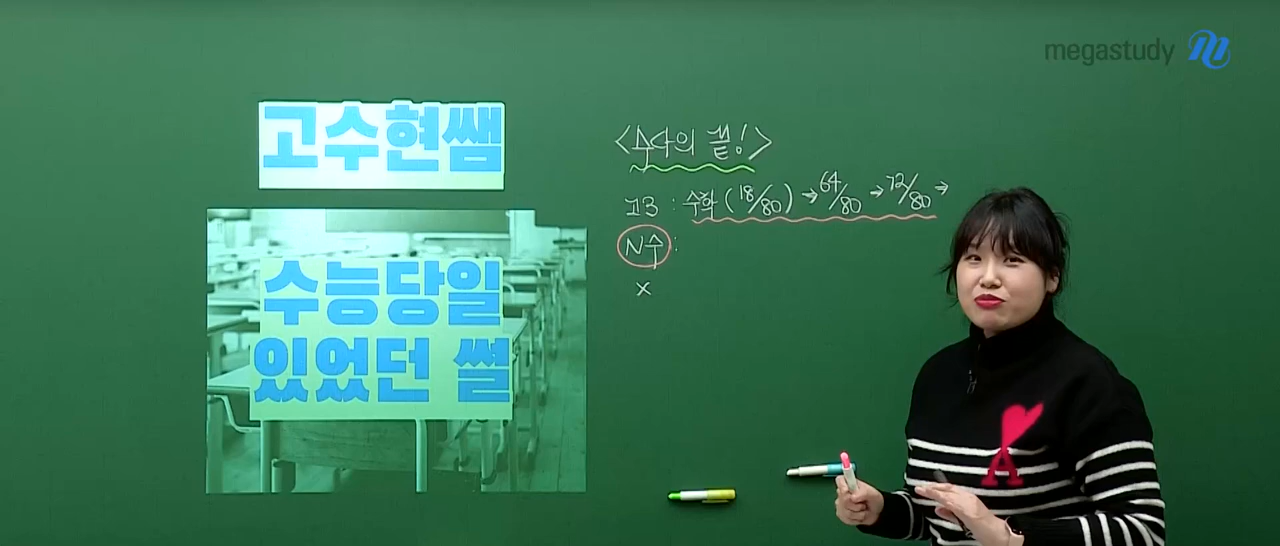 megastudy
고수현쌤
수능당일
있었던 썰
<수다의 끝!>
고3 : 수학 (18/80) → 64/80 → 72/80 →
N수 :
x